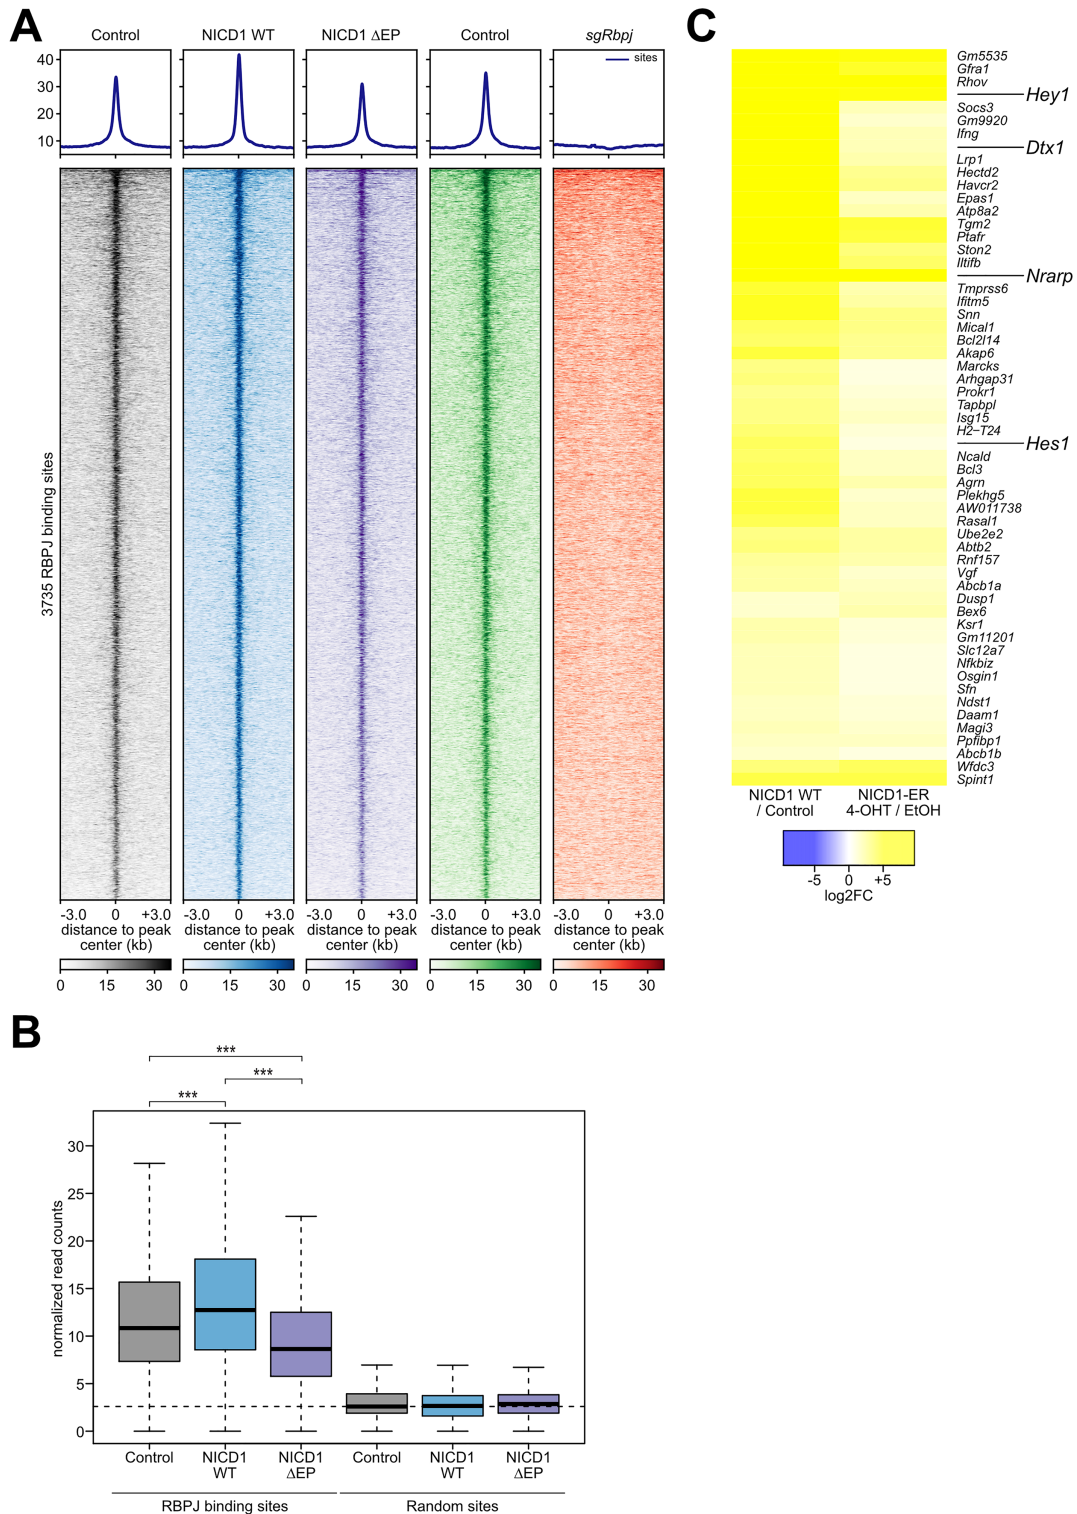 A
Control
NICD1 WT
NICD1 ΔEP
Control
sgRbpj
sites
40
30
20
10
3735 RBPJ binding sites
-3.0 0 +3.0
distance to peak
center (kb)
-3.0 0 +3.0
distance to peak
center (kb)
-3.0 0 +3.0
distance to peak
center (kb)
-3.0 0 +3.0
distance to peak
center (kb)
-3.0 0 +3.0
distance to peak
center (kb)
0 15 30
0 15 30
0 15 30
0 15 30
0 15 30
B
***
***
***
normalized read counts
30
25
20
15
10
5
0
Control
NICD1
WT
NICD1
ΔEP
Control
NICD1
WT
NICD1
ΔEP
RBPJ binding sites
Random sites
C
Gm5535
Gfra1
Rhov
Hey1
Socs3
Gm9920
Ifng
Dtx1
Lrp1
Hectd2
Havcr2
Epas1
Atp8a2
Tgm2
Ptafr
Ston2
Iltifb
Nrarp
Tmprss6
Ifitm5
Snn
Mical1
Bcl2l14
Akap6
Marcks
Arhgap31
Prokr1
Tapbpl
Isg15
H2−T24
Hes1
Ncald
Bcl3
Agrn
Plekhg5
AW011738
Rasal1
Ube2e2
Abtb2
Rnf157
Vgf
Abcb1a
Dusp1
Bex6
Ksr1
Gm11201
Slc12a7
Nfkbiz
Osgin1
Sfn
Ndst1
Daam1
Magi3
Ppfibp1
Abcb1b
Wfdc3
Spint1
NICD1 WT
/ Control
NICD1-ER
4-OHT / EtOH
-5 0 +5
log2FC